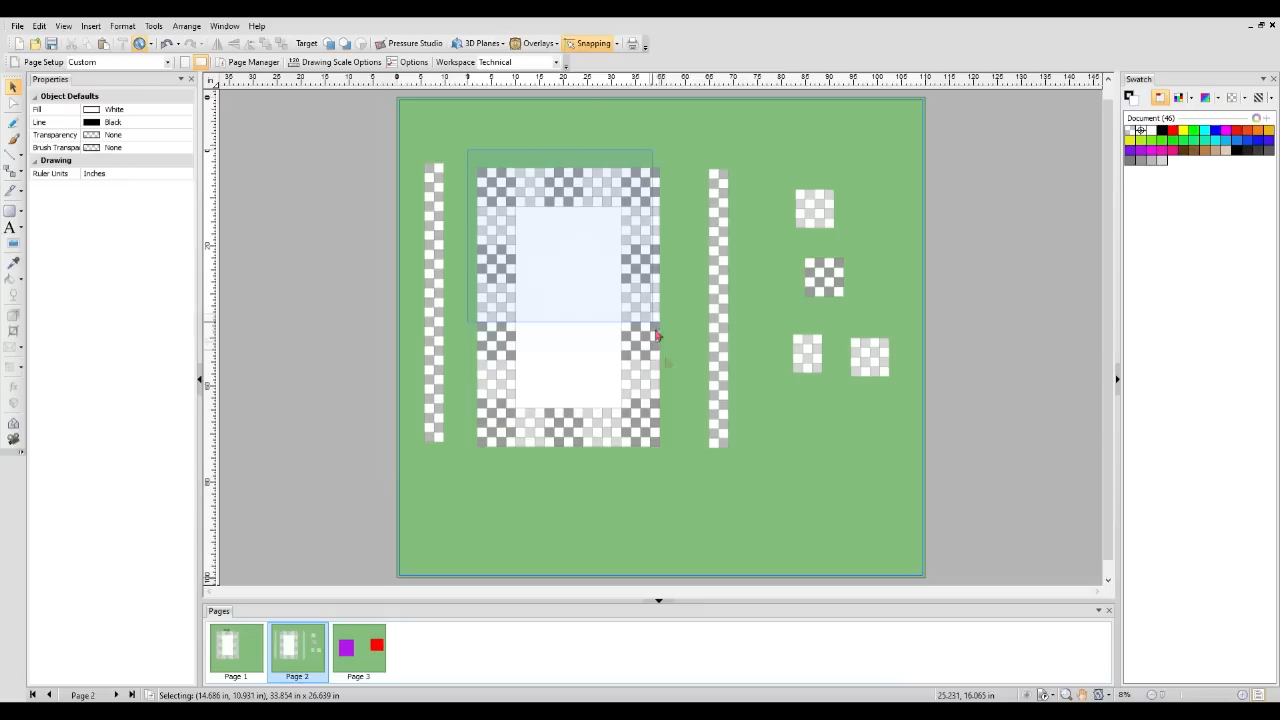 File Edit View Insert Format Tools Arrange Window Help
Target Pressure Studio 3D Planes Overlays Snapping
Page Setup Custom Page Manager 123 Drawing Scale Options Options Workspace Technical
Properties
Object Defaults
Fill White
Line Black
Transparency None
Brush Transpa None
Drawing
Ruler Units Inches
Swatch
Document (46)
Pages
Page 1 Page 2 Page 3
Page 2 Selecting: (14.686 in, 10.931 in), 33.854 in x 26.639 in 25.231, 16.065 in 8%